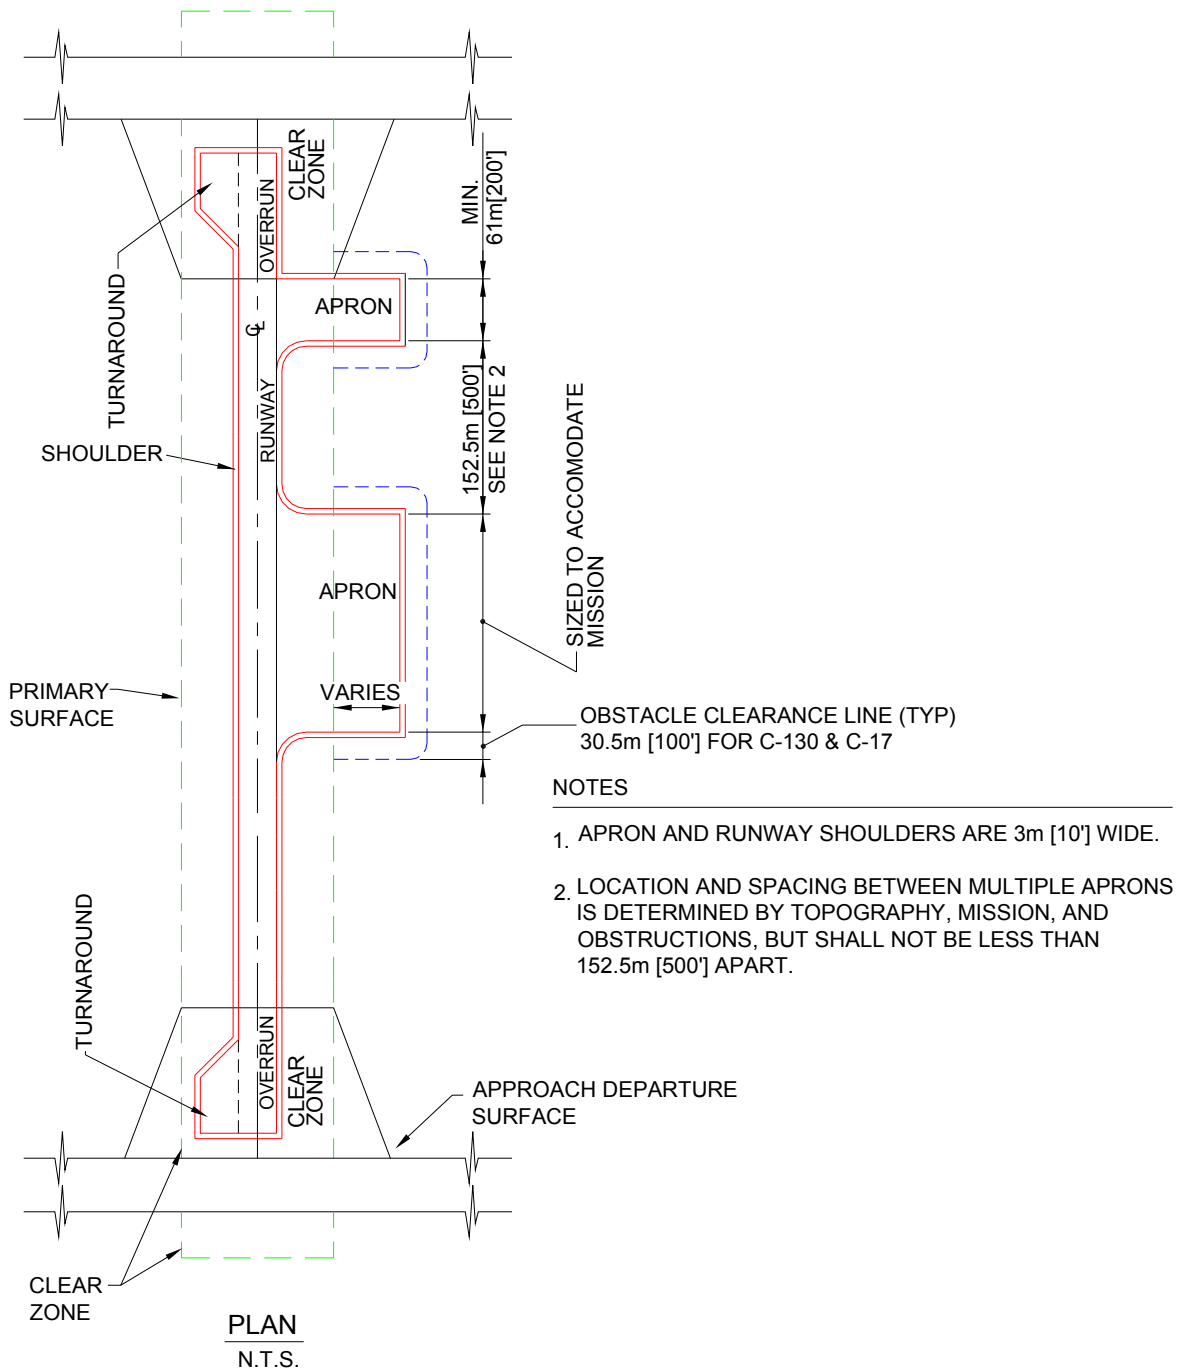 CLEAR
ZONE
OVERRUN
MIN.
61m[200']
TURNAROUND
APRON
℄
RUNWAY
152.5m [500']
SEE NOTE 2
SHOULDER
SIZED TO ACCOMODATE
MISSION
APRON
PRIMARY
SURFACE
VARIES
OBSTACLE CLEARANCE LINE (TYP)
30.5m [100'] FOR C-130 & C-17
NOTES
1. APRON AND RUNWAY SHOULDERS ARE 3m [10'] WIDE.
2. LOCATION AND SPACING BETWEEN MULTIPLE APRONS
IS DETERMINED BY TOPOGRAPHY, MISSION, AND
OBSTRUCTIONS, BUT SHALL NOT BE LESS THAN
152.5m [500'] APART.
TURNAROUND
OVERRUN
CLEAR
ZONE
APPROACH DEPARTURE
SURFACE
CLEAR
ZONE
PLAN
N.T.S.